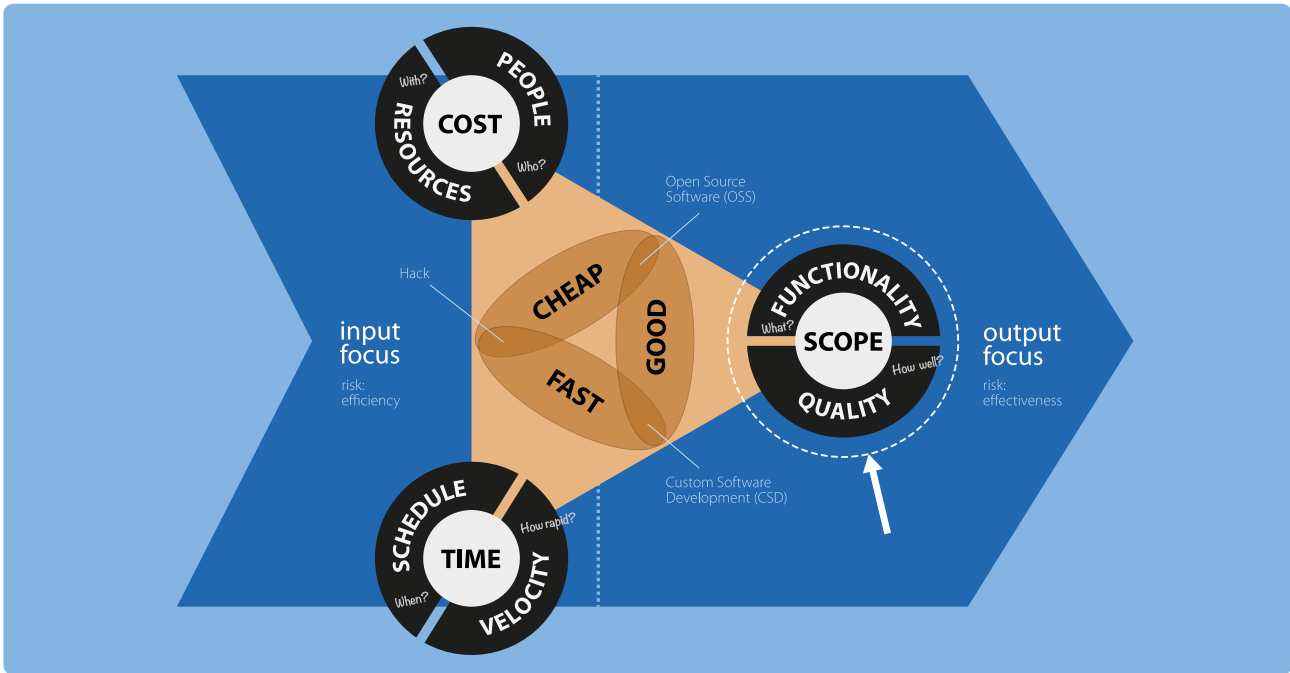 PEOPLE
With?
COST
RESOURCES
Who?
Open Source
Software (OSS)
Hack
CHEAP
GOOD
FAST
FUNCTIONALITY
What?
SCOPE
How well?
QUALITY
input
focus
risk:
efficiency
output
focus
risk:
effectiveness
Custom Software
Development (CSD)
SCHEDULE
How rapid?
TIME
When?
VELOCITY